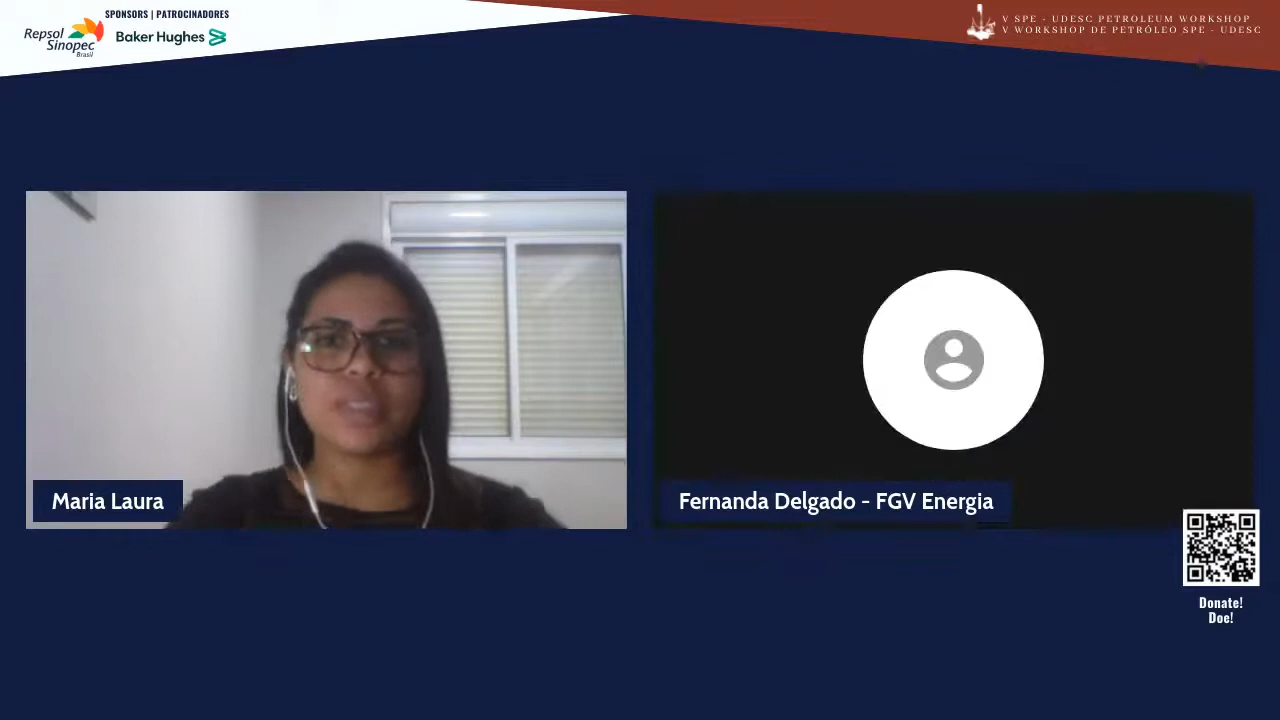 SPONSORS | PATROCINADORES
Repsol
Sinopec
Brasil
Baker Hughes
V SPE - UDESC PETROLEUM WORKSHOP
V WORKSHOP DE PETRÓLEO SPE - UDESC
Maria Laura
Fernanda Delgado - FGV Energia
Donate!
Doe!